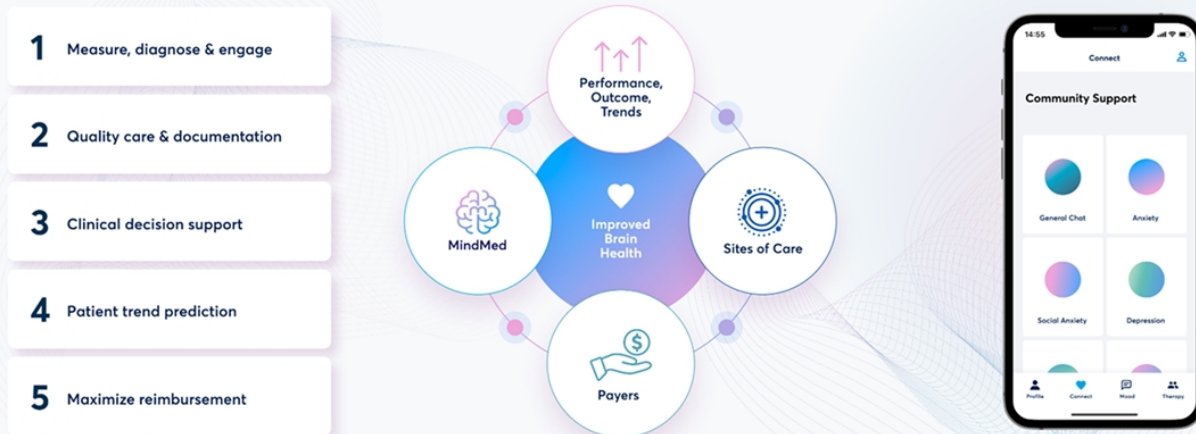 1 Measure, diagnose & engage
2 Quality care & documentation
3 Clinical decision support
4 Patient trend prediction
5 Maximize reimbursement
Performance,
Outcome,
Trends
MindMed
Improved
Brain
Health
Sites of Care
$
Payers
14:55
Connect
Community Support
General Chat
Anxiety
Social Anxiety
Depression
Profile
Connect
Mood
Therapy